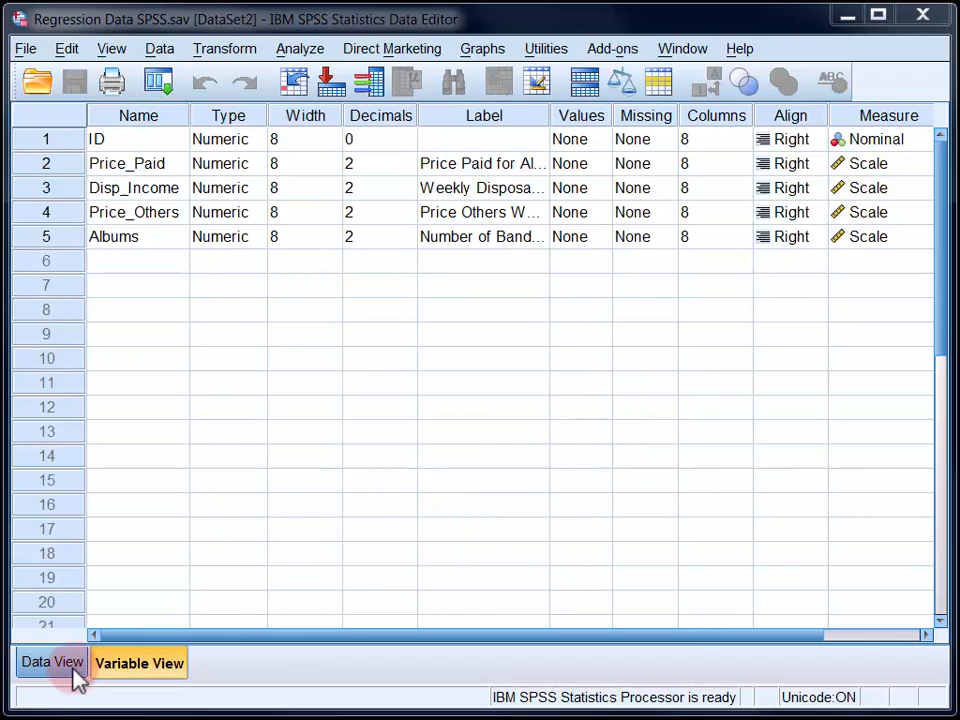 Regression Data SPSS.sav [DataSet2] - IBM SPSS Statistics Data Editor
File Edit View Data Transform Analyze Direct Marketing Graphs Utilities Add-ons Window Help
Name Type Width Decimals Label Values Missing Columns Align Measure
1 ID Numeric 8 0 None None 8 Right Nominal
2 Price_Paid Numeric 8 2 Price Paid for Al... None None 8 Right Scale
3 Disp_Income Numeric 8 2 Weekly Disposa... None None 8 Right Scale
4 Price_Others Numeric 8 2 Price Others W... None None 8 Right Scale
5 Albums Numeric 8 2 Number of Band... None None 8 Right Scale
6
7
8
9
10
11
12
13
14
15
16
17
18
19
20
21
Data View Variable View
IBM SPSS Statistics Processor is ready Unicode:ON